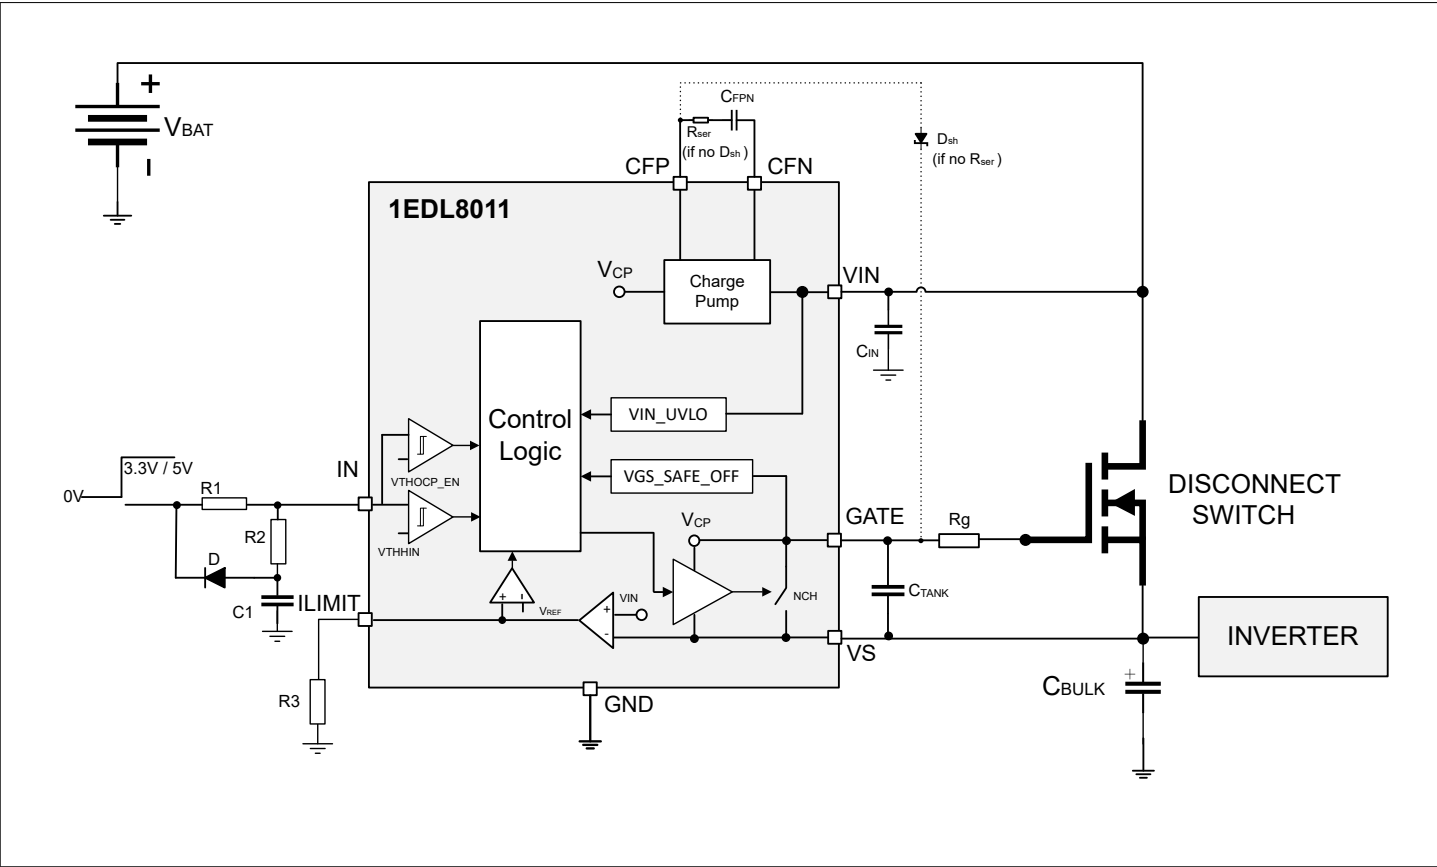 +
VBAT
CFPN
Rser
(if no Dsh )
Dsh
(if no Rser )
CFP
CFN
1EDL8011
VCP
Charge
Pump
VIN
CIN
Control
Logic
VIN_UVLO
VGS_SAFE_OFF
3.3V / 5V
0V
R1
IN
VTHOCP_EN
R2
VTHHIN
D
C1
ILIMIT
+
-
VREF
VIN
+
-
VCP
NCH
GATE
Rg
CTANK
VS
DISCONNECT
SWITCH
INVERTER
+
CBULK
R3
GND